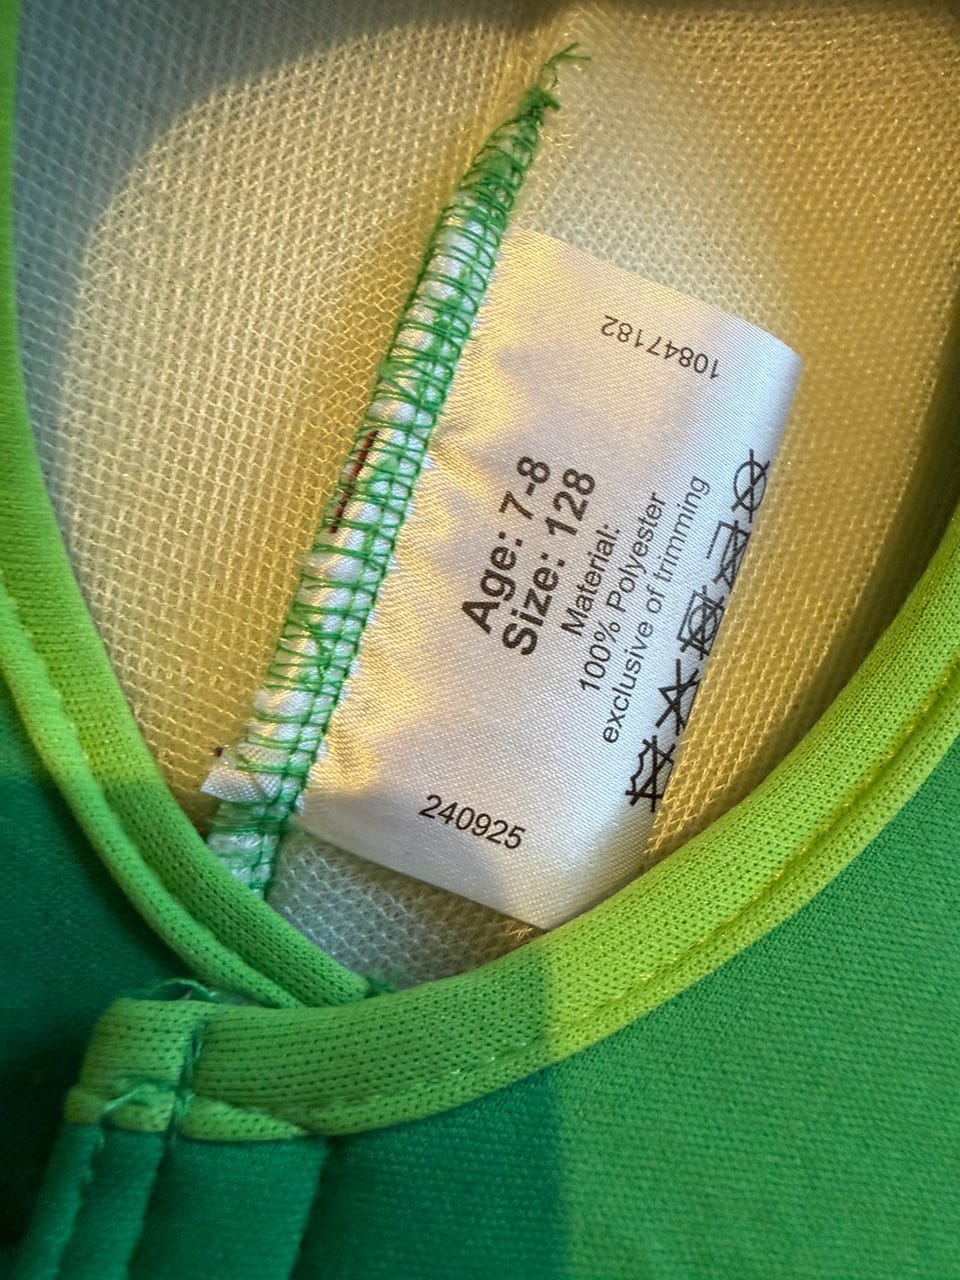 10847182
Age: 7-8
Size: 128
Material:
100% Polyester
exclusive of trimming
240925